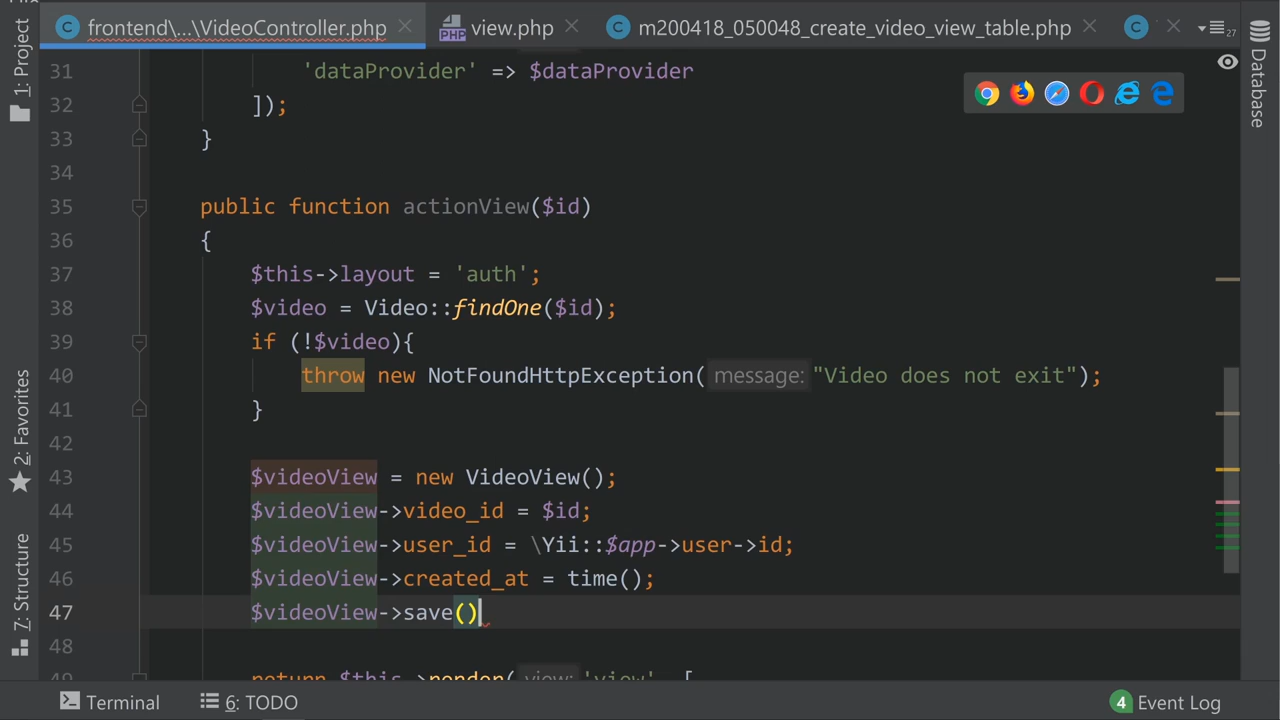 frontend\...\VideoController.php
view.php
m200418_050048_create_video_view_table.php
27
1: Project
Database
31 'dataProvider' => $dataProvider
32 ]);
33 }
34
35 public function actionView($id)
36 {
37 $this->layout = 'auth';
38 $video = Video::findOne($id);
39 if (!$video){
40 throw new NotFoundHttpException( message: "Video does not exit");
41 }
42
43 $videoView = new VideoView();
44 $videoView->video_id = $id;
45 $videoView->user_id = \Yii::$app->user->id;
46 $videoView->created_at = time();
47 $videoView->save()
48
49 return $this->render( view: 'view', [
2: Favorites
7: Structure
Terminal
6: TODO
4 Event Log